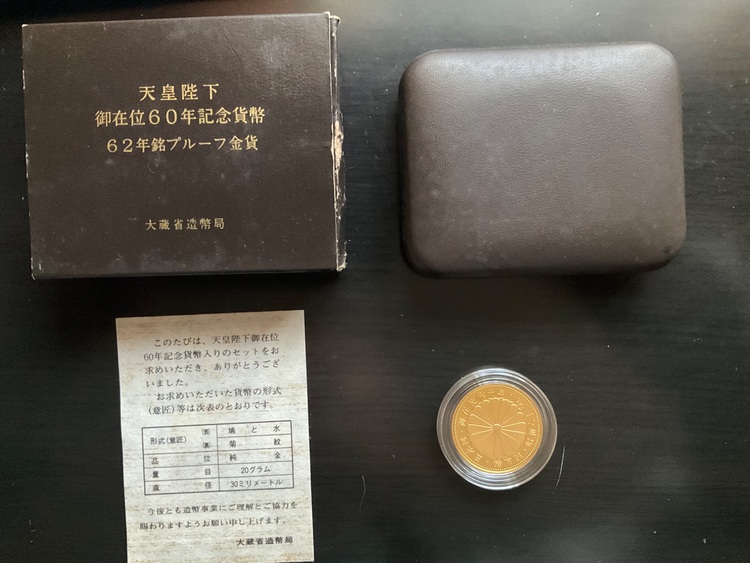 天皇陛下
御在位60年記念貨幣
62年銘プルーフ金貨
大蔵省造幣局
このたびは、天皇陛下御在位
60年記念貨幣入りのセットをお
求めいただき、ありがとうござ
いました。
お求めいただいた貨幣の形式
(意匠)等は次表のとおりです。
形式(意匠) (表) 鳩と水
(裏) 菊紋
品位 純金
量目 20グラム
直径 30ミリメートル
今後とも造幣事業にご理解とご協力を
賜わりますようお願い申し上げます。
大蔵省造幣局